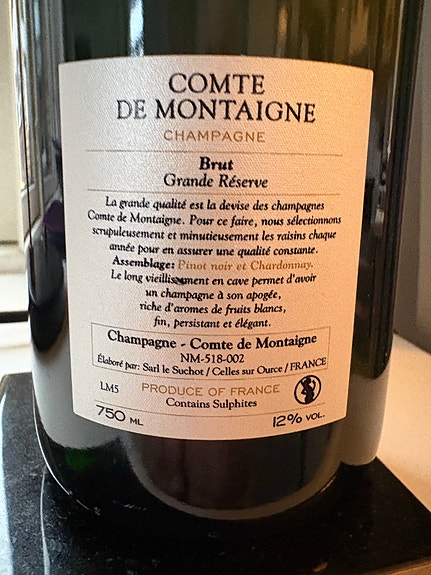 COMTE
DE MONTAIGNE
CHAMPAGNE
Brut
Grande Réserve
La grande qualité est la devise des champagnes
Comte de Montaigne. Pour ce faire, nous sélectionnons
scrupuleusement et minutieusement les raisins chaque
année pour en assurer une qualité constante.
Assemblage: Pinot noir et Chardonnay.
Le long vieillissement en cave permet d'avoir
un champagne à son apogée,
riche d'aromes de fruits blancs,
fin, persistant et élégant.
Champagne - Comte de Montaigne
NM-518-002
Élaboré par: Sarl le Suchot / Celles sur Ource / FRANCE
LM5 PRODUCE OF FRANCE
Contains Sulphites
750 ML 12% VOL.